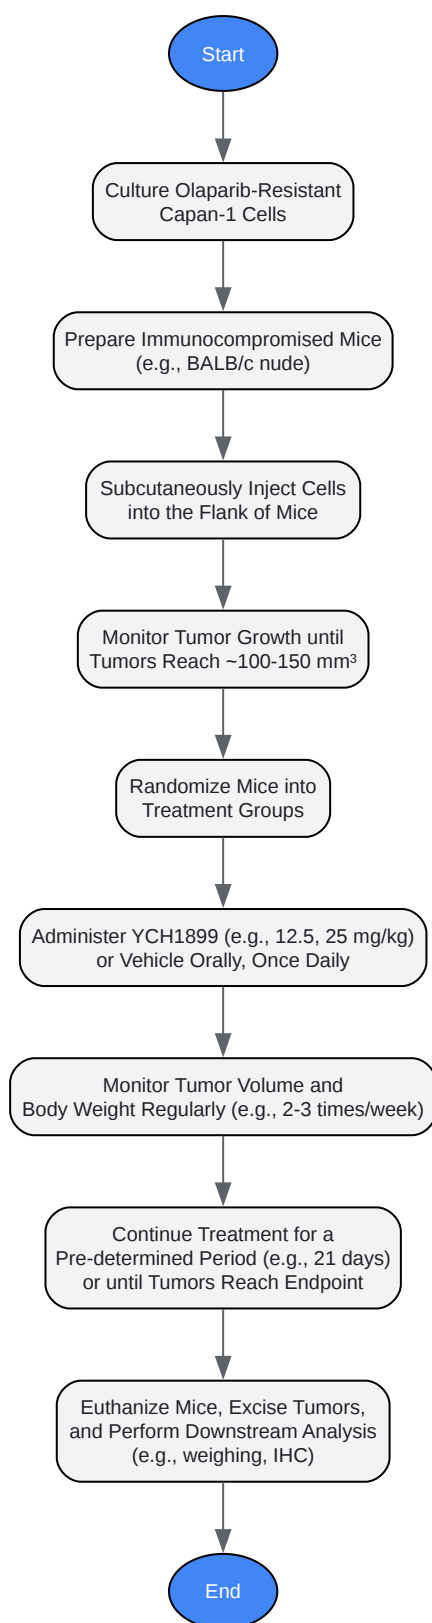 Start
Culture Olaparib-Resistant
Capan-1 Cells
Prepare Immunocompromised Mice
(e.g., BALB/c nude)
Subcutaneously Inject Cells
into the Flank of Mice
Monitor Tumor Growth until
Tumors Reach ~100-150 mm³
Randomize Mice into
Treatment Groups
Administer YCH1899 (e.g., 12.5, 25 mg/kg)
or Vehicle Orally, Once Daily
Monitor Tumor Volume and
Body Weight Regularly (e.g., 2-3 times/week)
Continue Treatment for a
Pre-determined Period (e.g., 21 days)
or until Tumors Reach Endpoint
Euthanize Mice, Excise Tumors,
and Perform Downstream Analysis
(e.g., weighing, IHC)
End